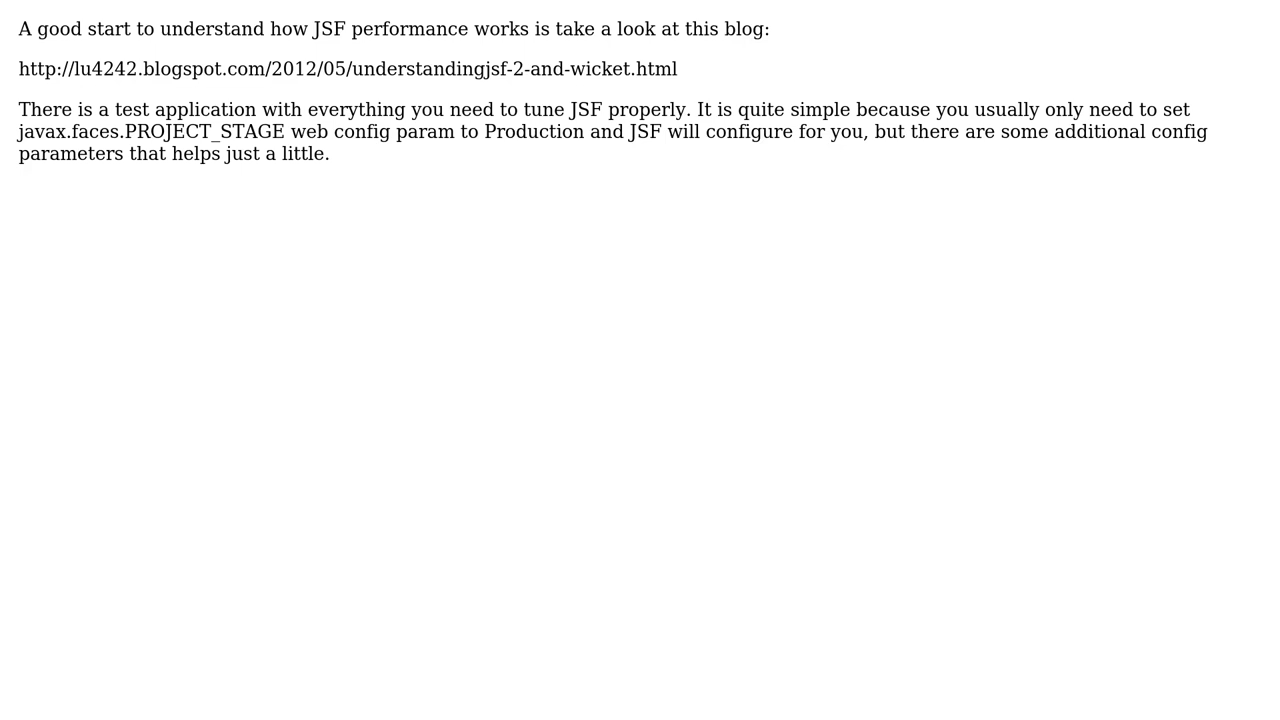 A good start to understand how JSF performance works is take a look at this blog:
http://lu4242.blogspot.com/2012/05/understandingjsf-2-and-wicket.html
There is a test application with everything you need to tune JSF properly. It is quite simple because you usually only need to set
javax.faces.PROJECT_STAGE web config param to Production and JSF will configure for you, but there are some additional config
parameters that helps just a little.